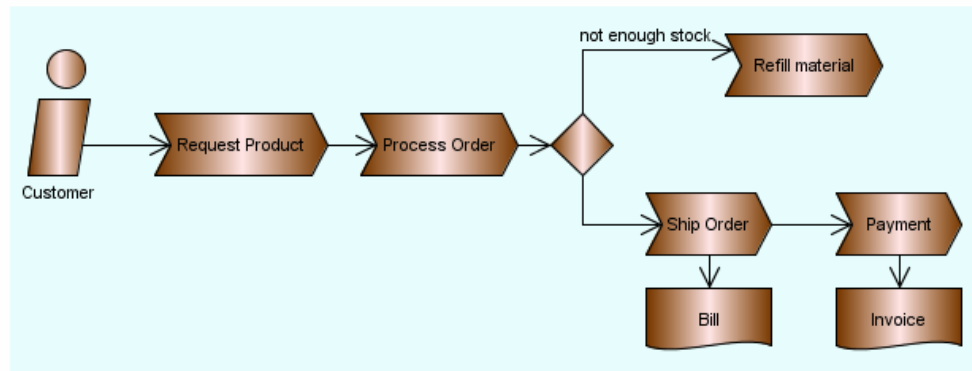 not enough stock
Refill material
Request Product
Process Order
Customer
Ship Order
Payment
Bill
Invoice